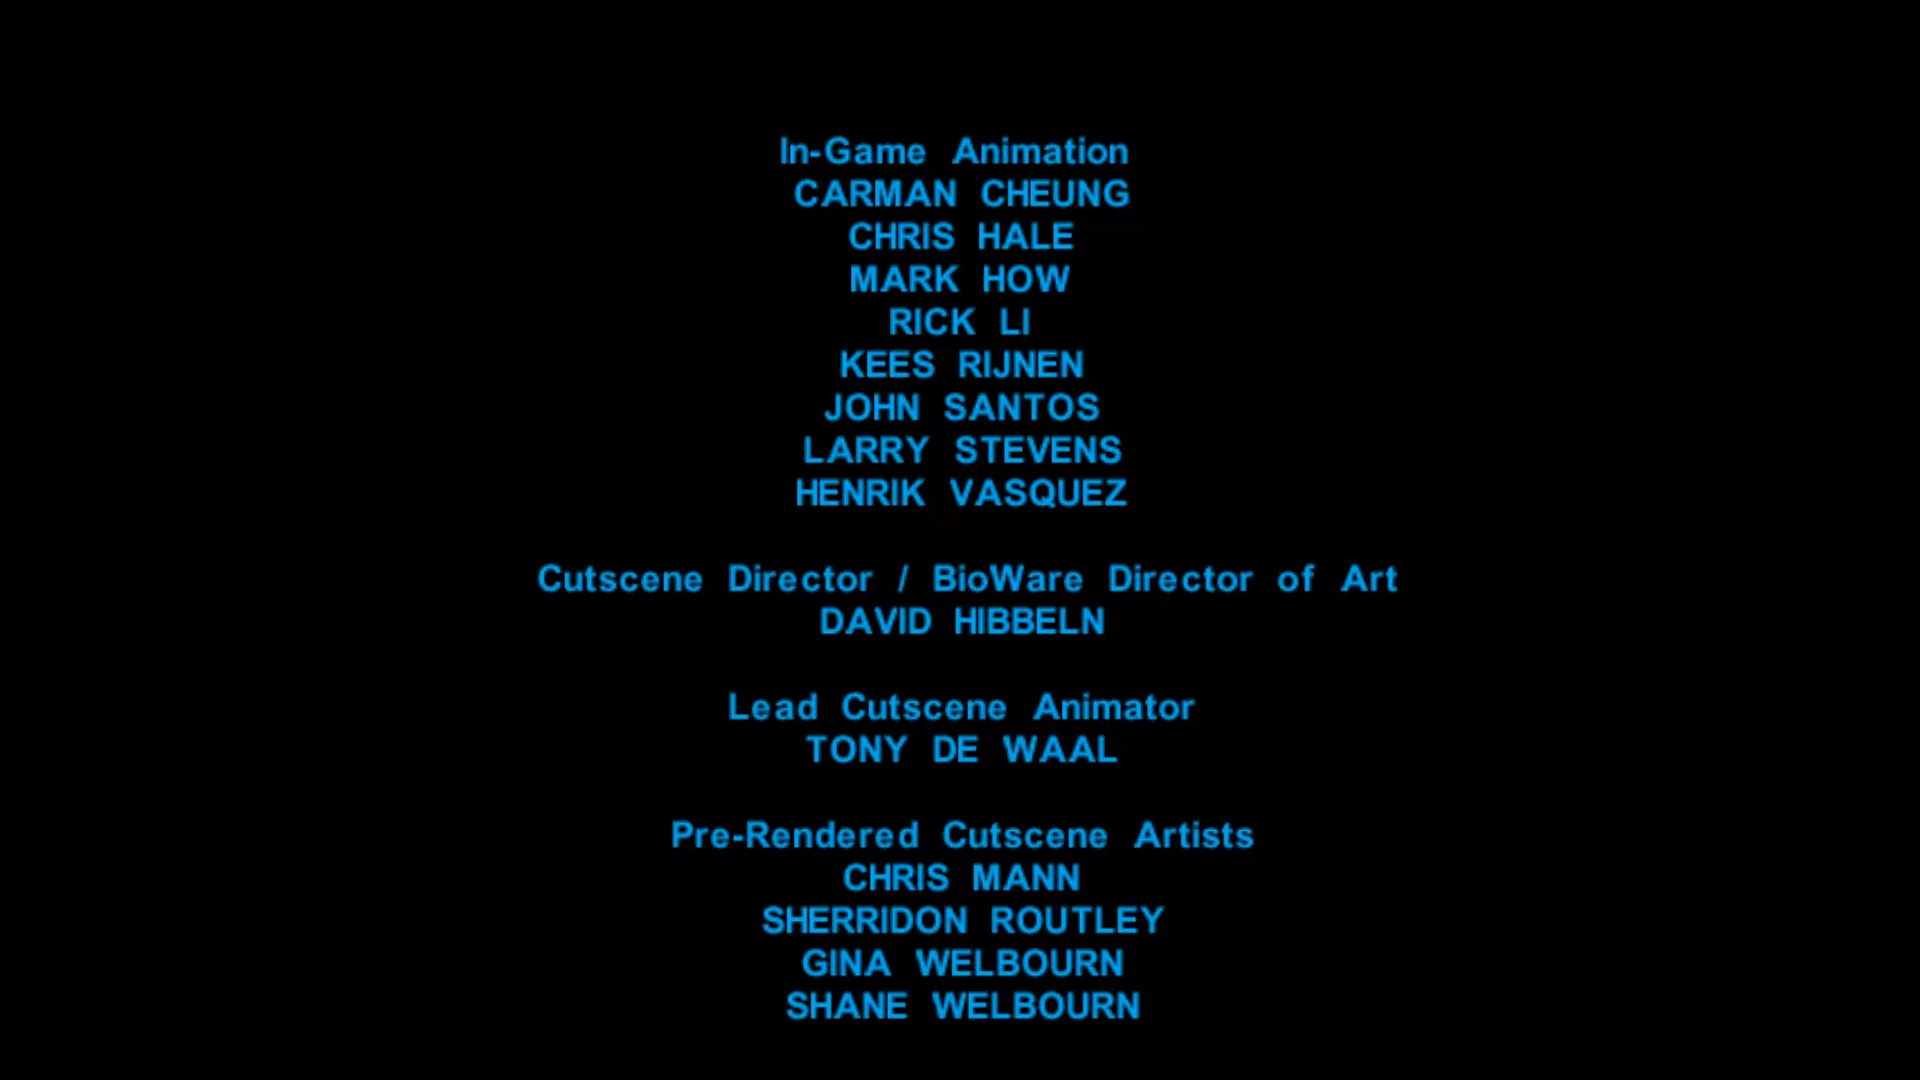 In-Game Animation
CARMAN CHEUNG
CHRIS HALE
MARK HOW
RICK LI
KEES RIJNEN
JOHN SANTOS
LARRY STEVENS
HENRIK VASQUEZ
Cutscene Director / BioWare Director of Art
DAVID HIBBELN
Lead Cutscene Animator
TONY DE WAAL
Pre-Rendered Cutscene Artists
CHRIS MANN
SHERRIDON ROUTLEY
GINA WELBOURN
SHANE WELBOURN